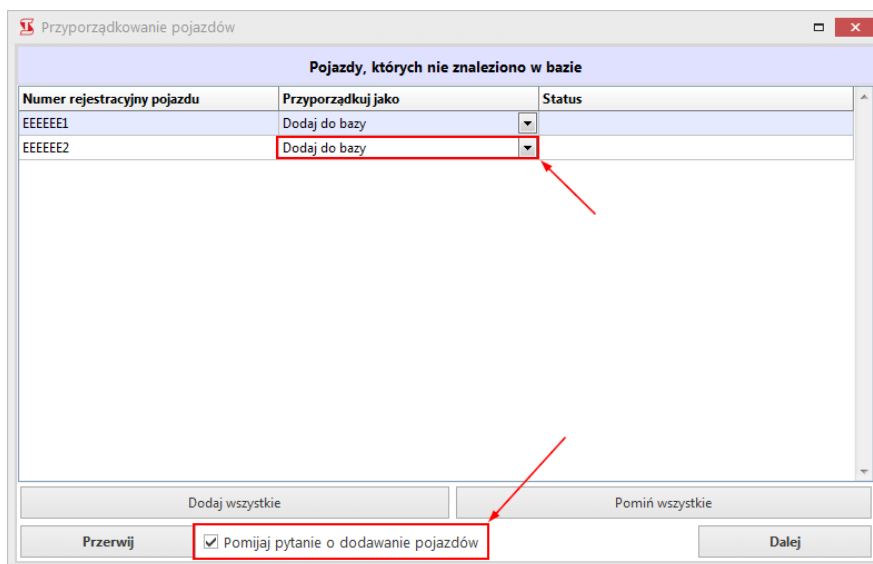 Przyporządkowanie pojazdów
Pojazdy, których nie znaleziono w bazie
Numer rejestracyjny pojazdu Przyporządkuj jako Status
EEEEEE1 Dodaj do bazy
EEEEEE2 Dodaj do bazy
Dodaj wszystkie Pomiń wszystkie
Przerwij Pomijaj pytanie o dodawanie pojazdów Dalej